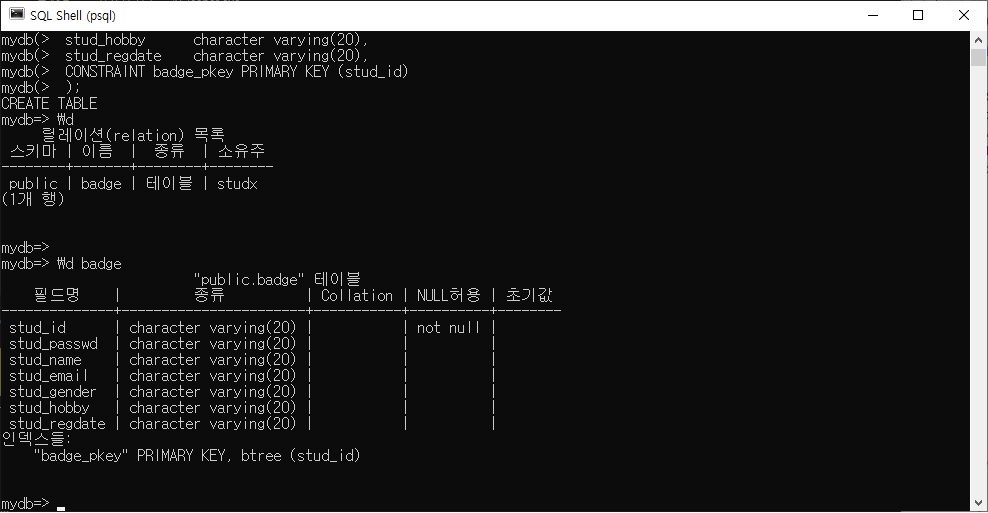 SQL Shell (psql)
mydb(>  stud_hobby      character varying(20),
mydb(>  stud_regdate    character varying(20),
mydb(>  CONSTRAINT badge_pkey PRIMARY KEY (stud_id)
mydb(>  );
CREATE TABLE
mydb=> ₩d
     릴레이션(relation) 목록
 스키마 | 이름  |  종류  | 소유주
--------+-------+--------+--------
 public | badge | 테이블 | studx
(1개 행)
mydb=>
mydb=> ₩d badge
                        "public.badge" 테이블
    필드명    |         종류          | Collation | NULL허용 | 초기값
--------------+-----------------------+-----------+----------+--------
 stud_id      | character varying(20) |           | not null |
 stud_passwd  | character varying(20) |           |          |
 stud_name    | character varying(20) |           |          |
 stud_email   | character varying(20) |           |          |
 stud_gender  | character varying(20) |           |          |
 stud_hobby   | character varying(20) |           |          |
 stud_regdate | character varying(20) |           |          |
인덱스들:
    "badge_pkey" PRIMARY KEY, btree (stud_id)
mydb=>